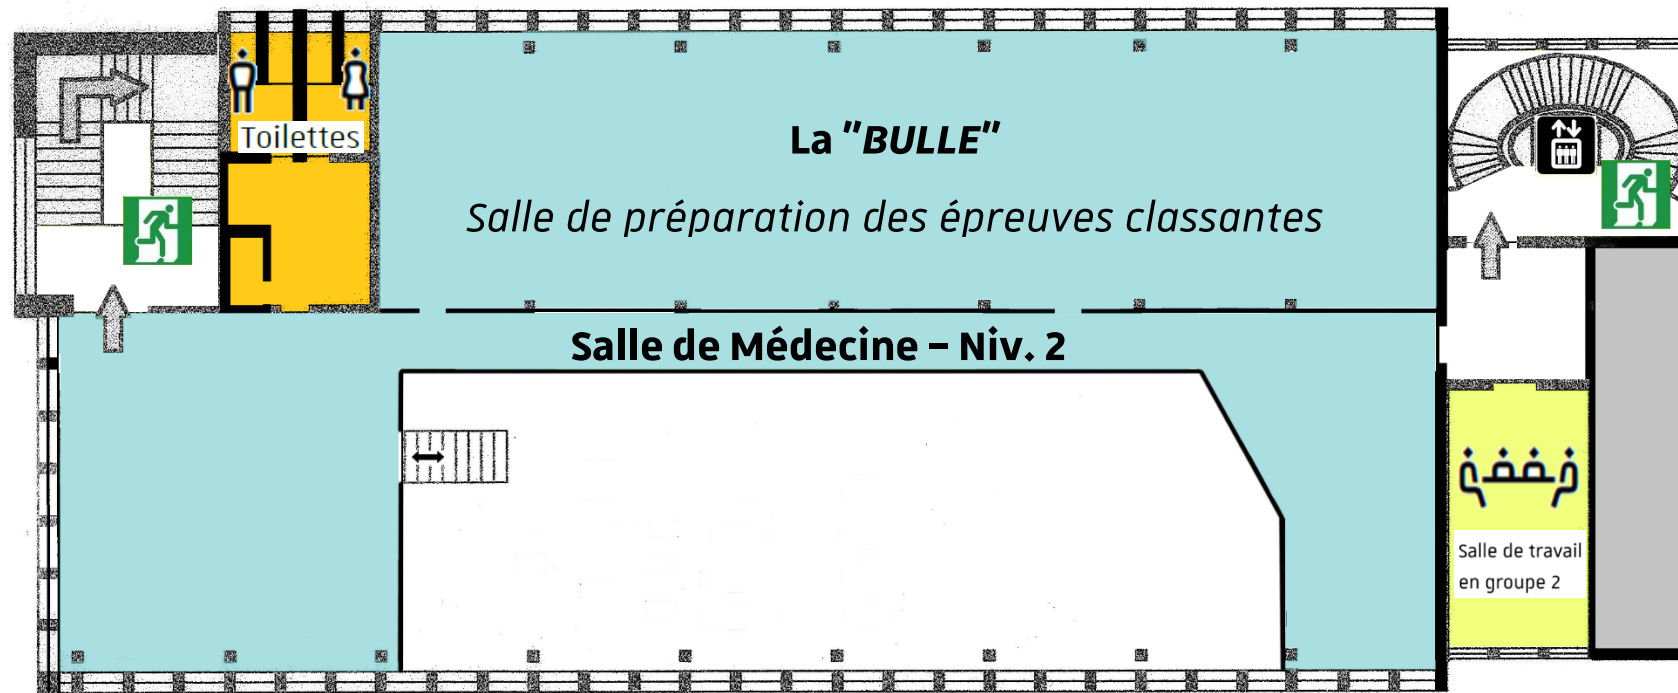 Toilettes
La "BULLE"
Salle de préparation des épreuves classantes
Salle de Médecine – Niv. 2
Salle de travail
en groupe 2